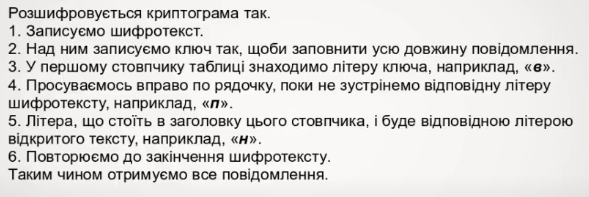 Розшифровується криптограма так.
1. Записуємо шифротекст.
2. Над ним записуємо ключ так, щоби заповнити усю довжину повідомлення.
3. У першому стовпчику таблиці знаходимо літеру ключа, наприклад, «в».
4. Просуваємось вправо по рядочку, поки не зустрінемо відповідну літеру
шифротексту, наприклад, «п».
5. Літера, що стоїть в заголовку цього стовпчика, і буде відповідною літерою
відкритого тексту, наприклад, «н».
6. Повторюємо до закінчення шифротексту.
Таким чином отримуємо все повідомлення.